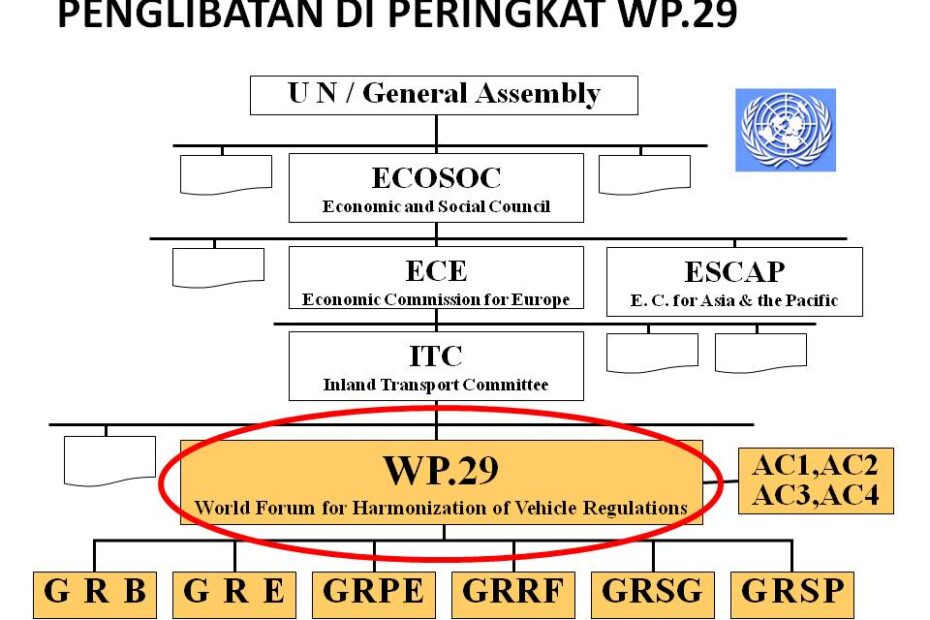 PENGLIBATAN DI PERINGKAT WP.29
U N / General Assembly
ECOSOC
Economic and Social Council
ECE
Economic Commission for Europe
ESCAP
E. C. for Asia & the Pacific
ITC
Inland Transport Committee
WP.29
World Forum for Harmonization of Vehicle Regulations
AC1,AC2
AC3,AC4
G R B
G R E
GRPE
GRRF
GRSG
GRSP